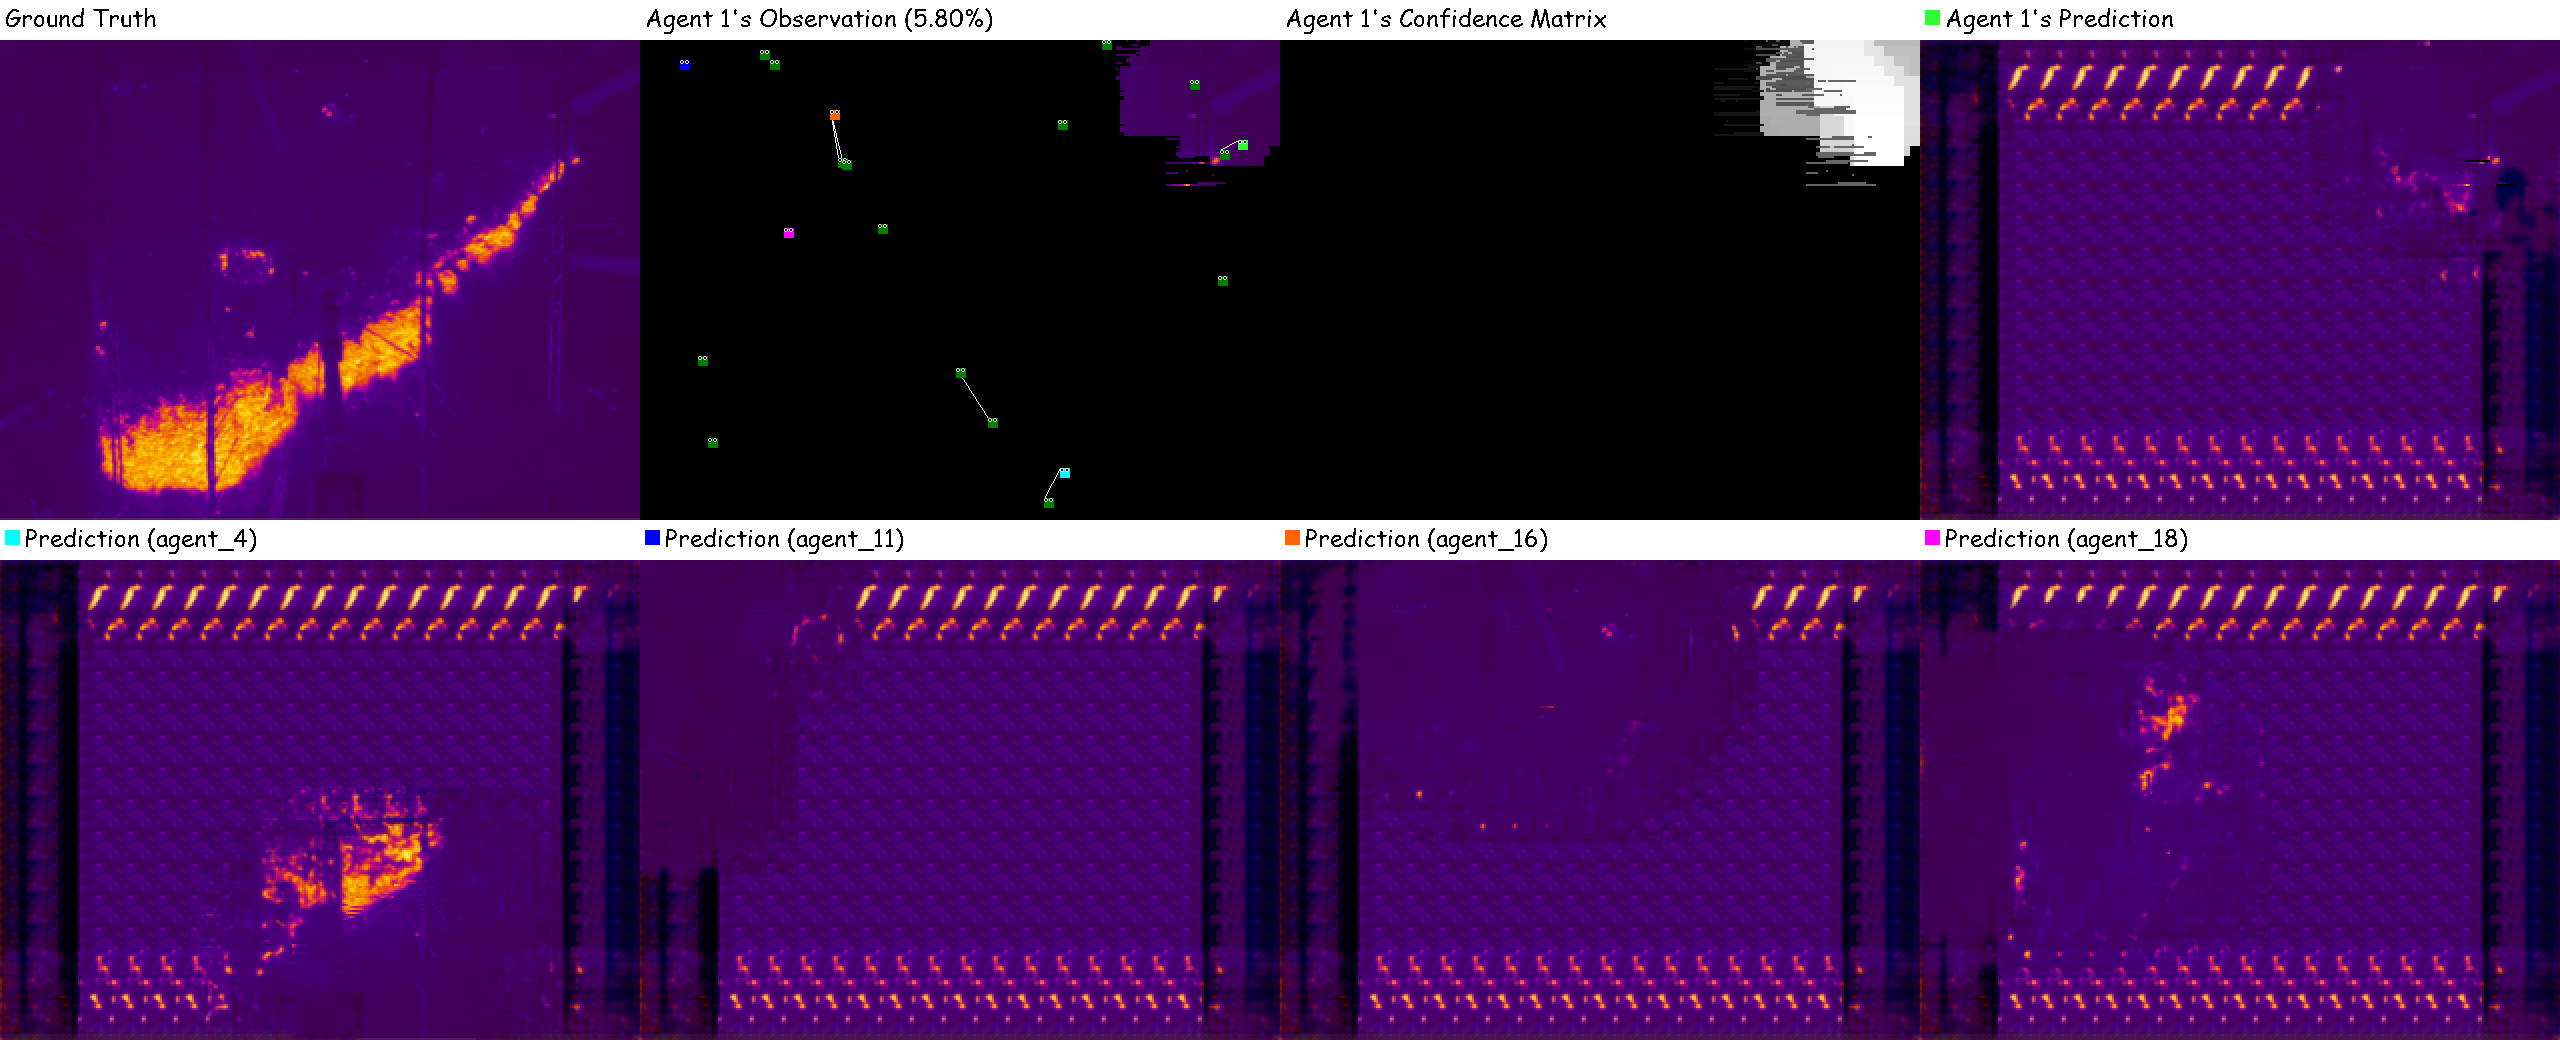 Ground Truth
Agent 1's Observation (5.80%)
Agent 1's Confidence Matrix
Agent 1's Prediction
Prediction (agent_4)
Prediction (agent_11)
Prediction (agent_16)
Prediction (agent_18)